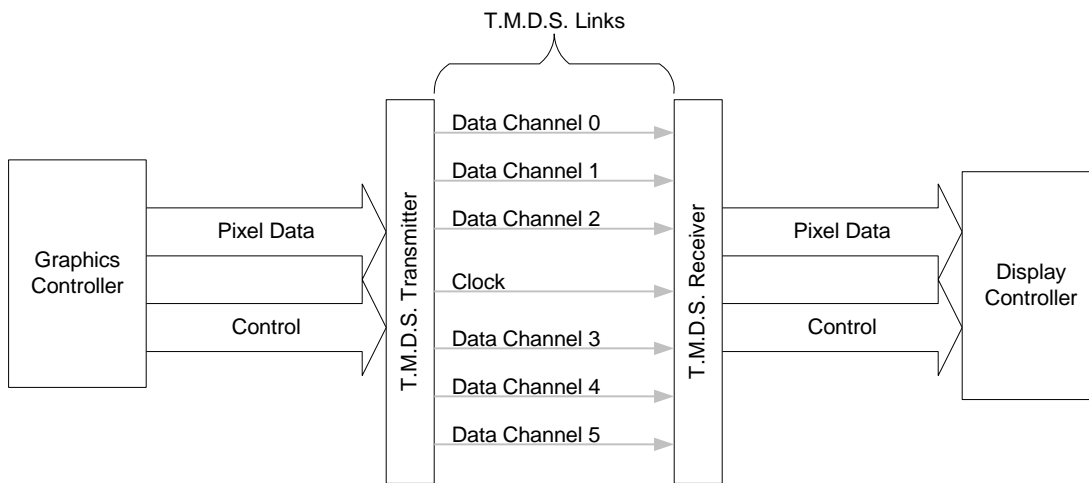 T.M.D.S. Links
Graphics
Controller
Pixel Data
Control
T.M.D.S. Transmitter
Data Channel 0
Data Channel 1
Data Channel 2
Clock
Data Channel 3
Data Channel 4
Data Channel 5
T.M.D.S. Receiver
Pixel Data
Control
Display
Controller